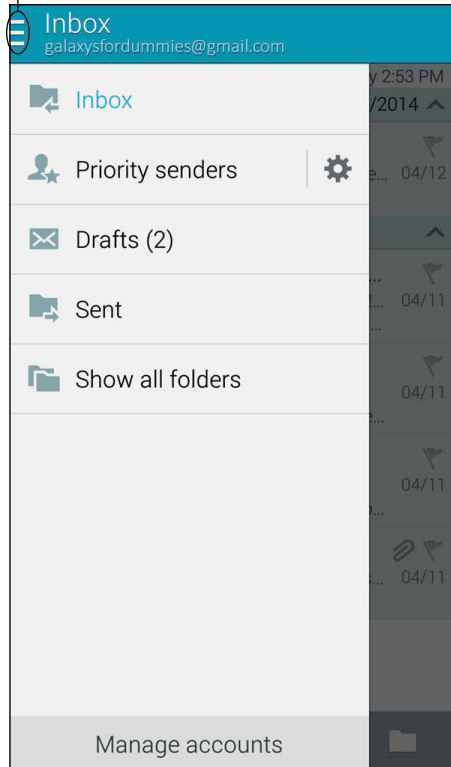 Inbox
galaxysfordummies@gmail.com
y 2:53 PM
Inbox
/2014
Priority senders
e... 04/12
Drafts (2)
...
!... 04/11
...
Sent
Show all folders
04/11
...
04/11
...
s... 04/11
Manage accounts